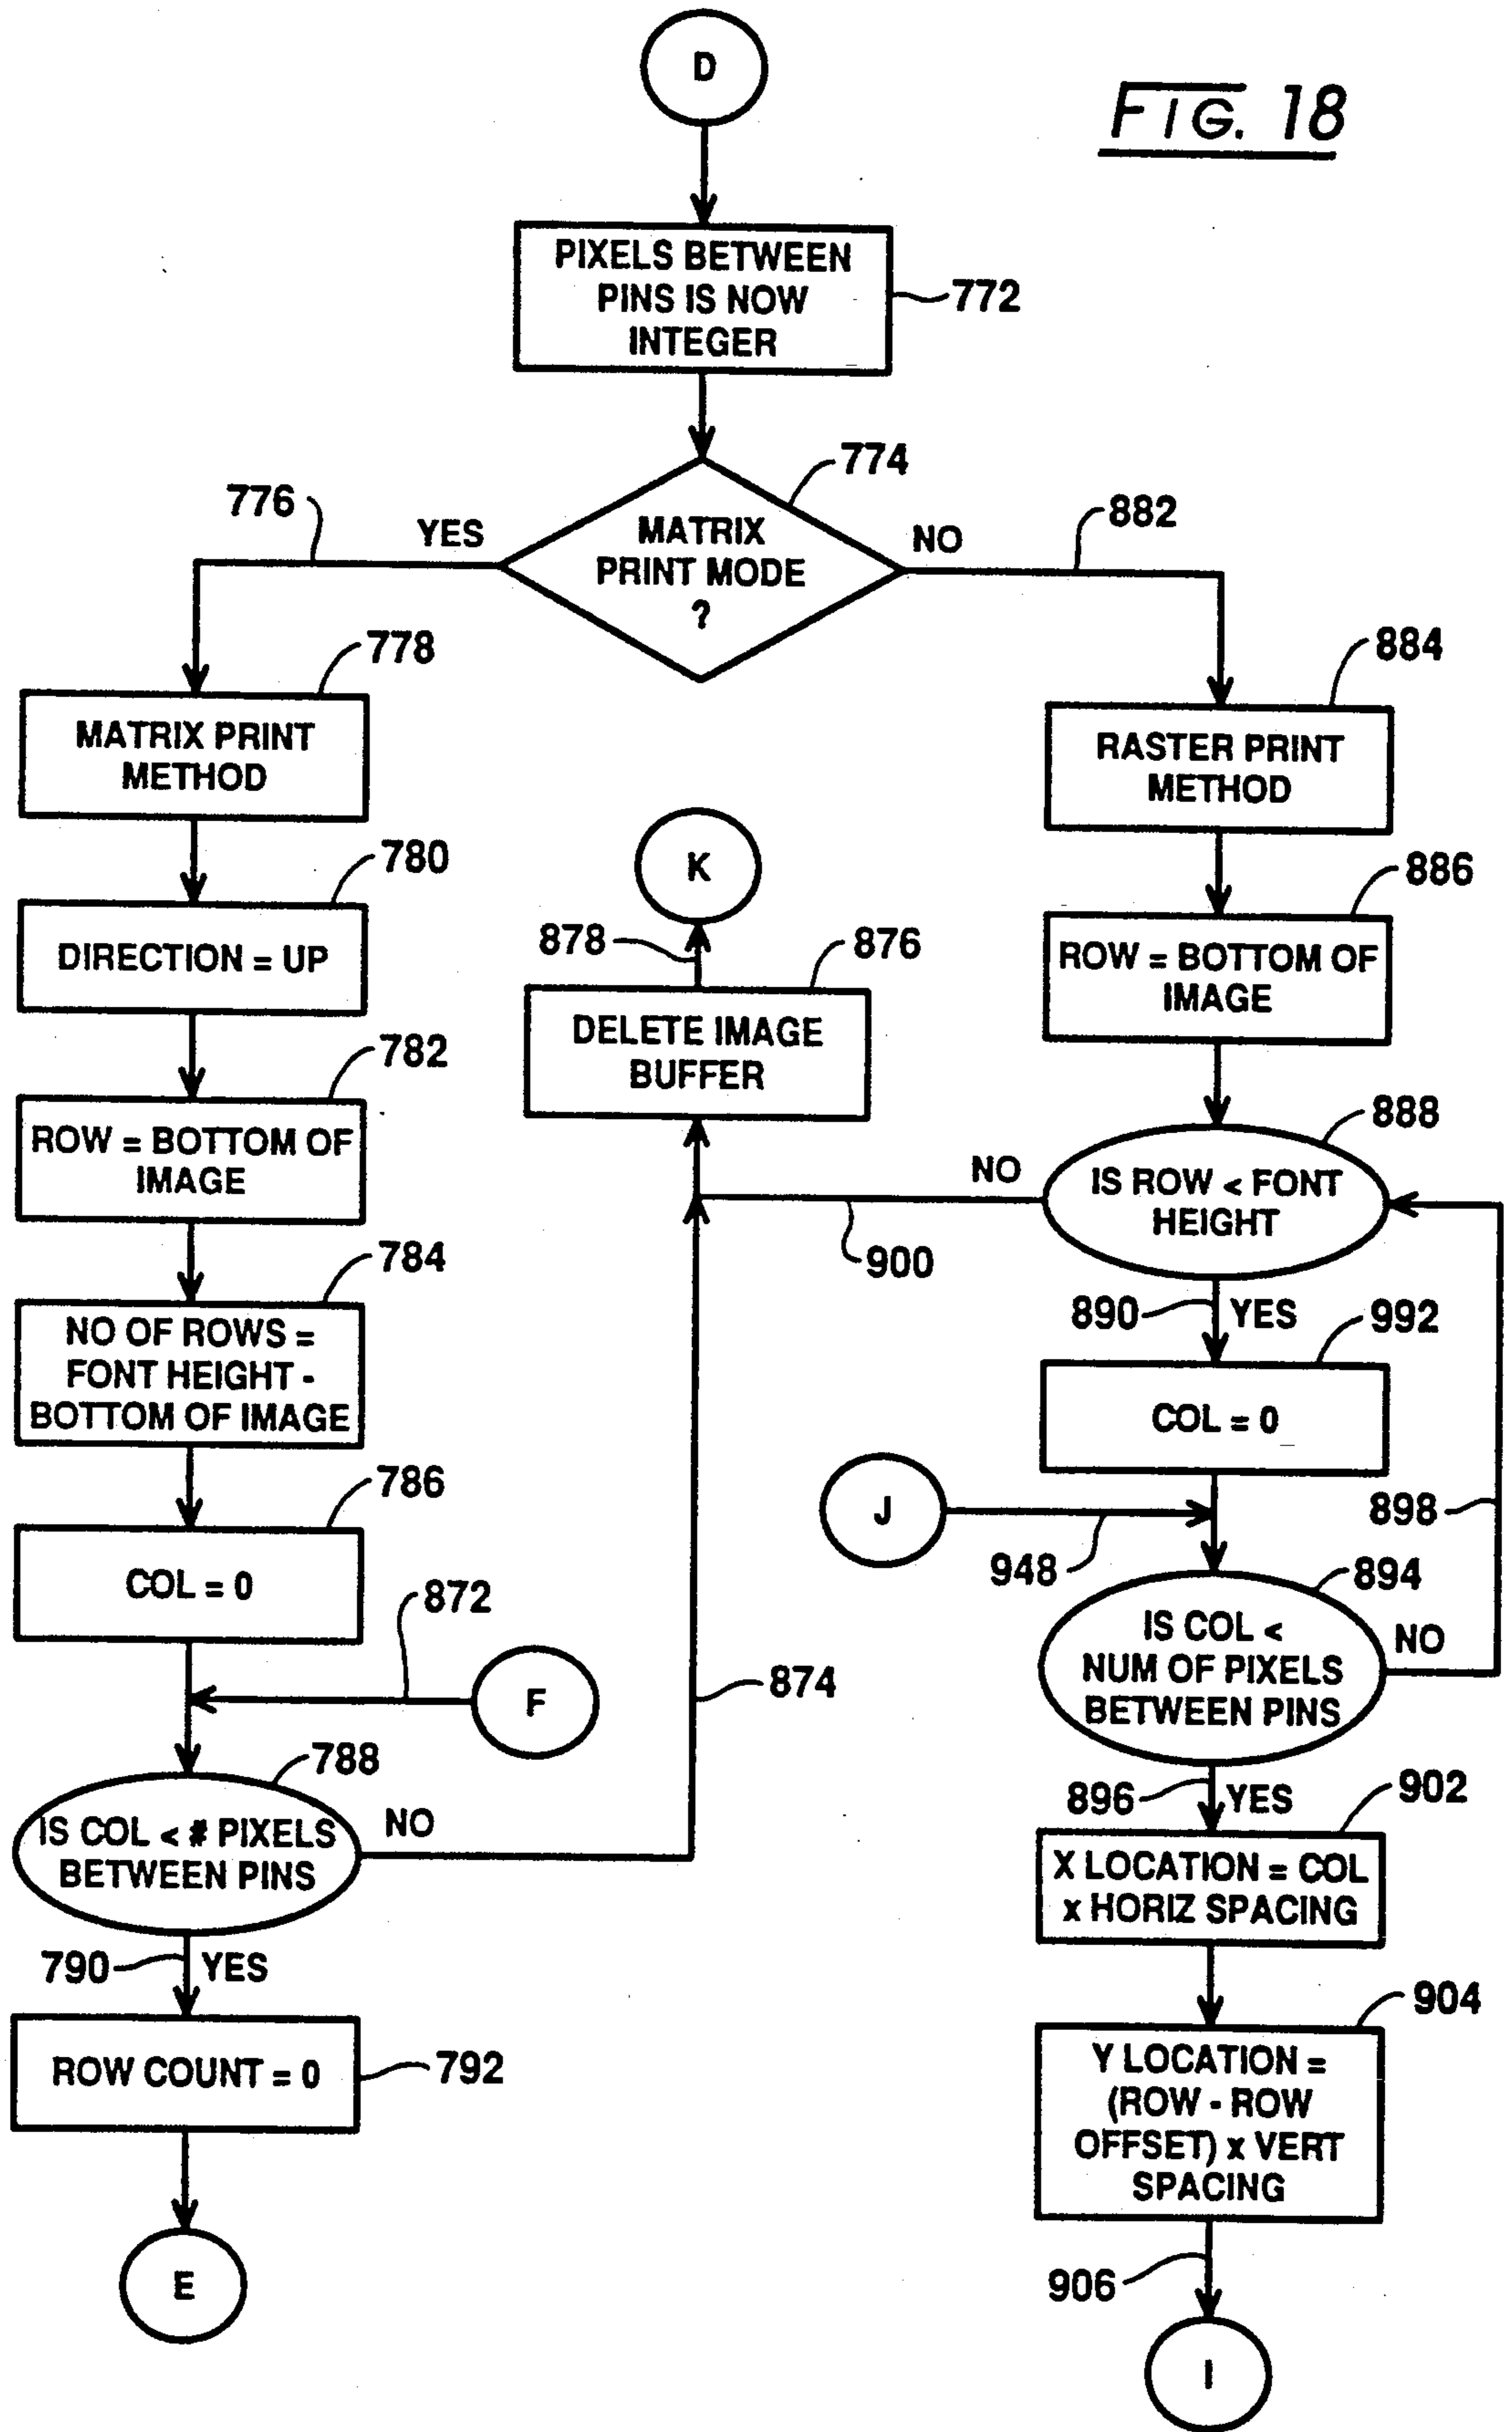 D
FIG. 18
PIXELS BETWEEN
PINS IS NOW
INTEGER
772
774
776
YES
MATRIX
PRINT MODE
?
NO
882
778
MATRIX PRINT
METHOD
884
RASTER PRINT
METHOD
780
DIRECTION = UP
K
878
876
DELETE IMAGE
BUFFER
886
ROW = BOTTOM OF
IMAGE
782
ROW = BOTTOM OF
IMAGE
888
IS ROW < FONT
HEIGHT
NO
900
784
NO OF ROWS =
FONT HEIGHT -
BOTTOM OF IMAGE
890
YES
992
COL = 0
786
COL = 0
J
948
898
872
F
874
894
IS COL <
NUM OF PIXELS
BETWEEN PINS
NO
788
IS COL < # PIXELS
BETWEEN PINS
NO
896
YES
902
X LOCATION = COL
x HORIZ SPACING
790
YES
ROW COUNT = 0
792
904
Y LOCATION =
(ROW - ROW
OFFSET) x VERT
SPACING
E
906
I